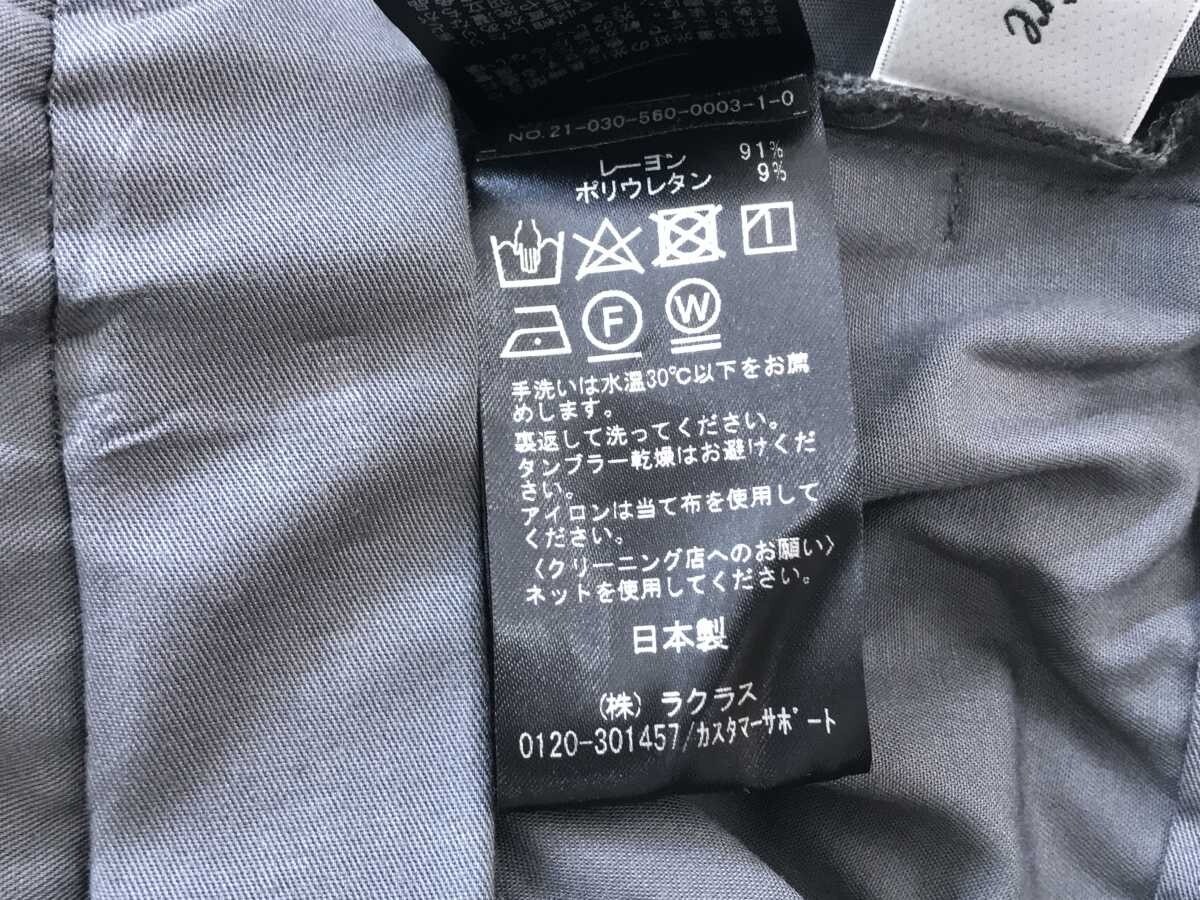 NO.21-030-560-0003-1-0
レーヨン 91%
ポリウレタン 9%
F
W
手洗いは水温30℃以下をお薦
めします。
裏返して洗ってください。
タンブラー乾燥はお避けくだ
さい。
アイロンは当て布を使用して
ください。
〈クリーニング店へのお願い〉
ネットを使用してください。
日本製
(株) ラクラス
0120-301457/カスタマーサポート